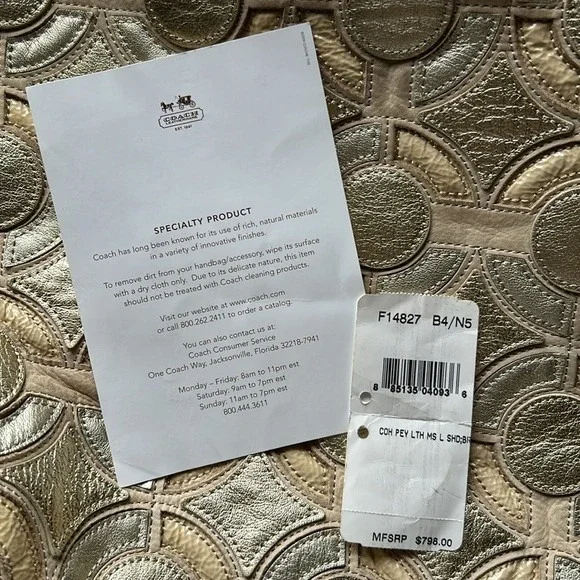 COACH
LEATHERWARE
EST. 1941
SPECIALTY PRODUCT
Coach has long been known for its use of rich, natural materials
in a variety of innovative finishes.
To remove dirt from your handbag/accessory, wipe its surface
with a dry cloth only. Due to its delicate nature, this item
should not be treated with Coach cleaning products.
Visit our website at www.coach.com
or call 800.262.2411 to order a catalog.
You can also contact us at:
Coach Consumer Service
One Coach Way, Jacksonville, Florida 32218-7941
Monday – Friday: 8am to 11pm est
Saturday: 9am to 7pm est
Sunday: 11am to 7pm est
800.444.3611
F14827 B4/N5
8 85135 04093 6
COH PEV LTH MS L SHD;BR
MFSRP $798.00